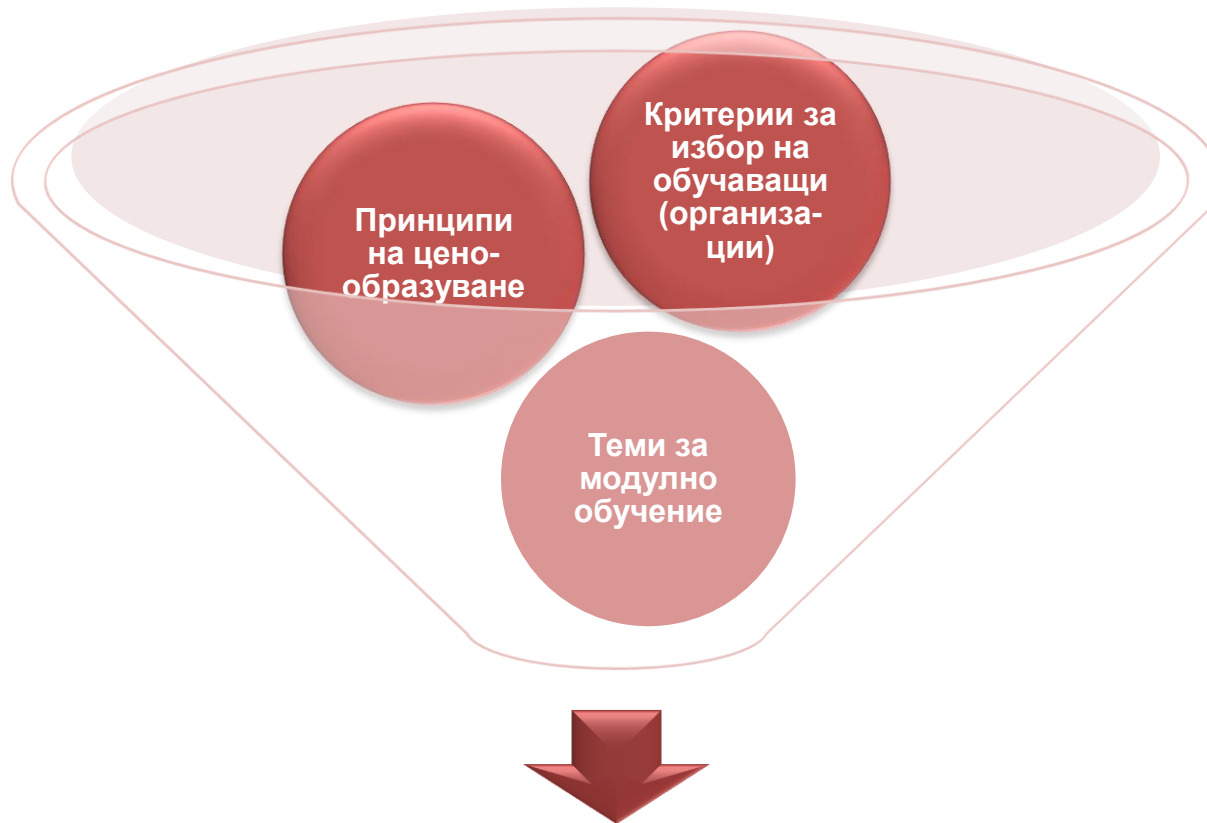 Принципи
на цено-
образуване
Критерии за
избор на
обучаващи
(организа-
ции)
Теми за
модулно
обучение